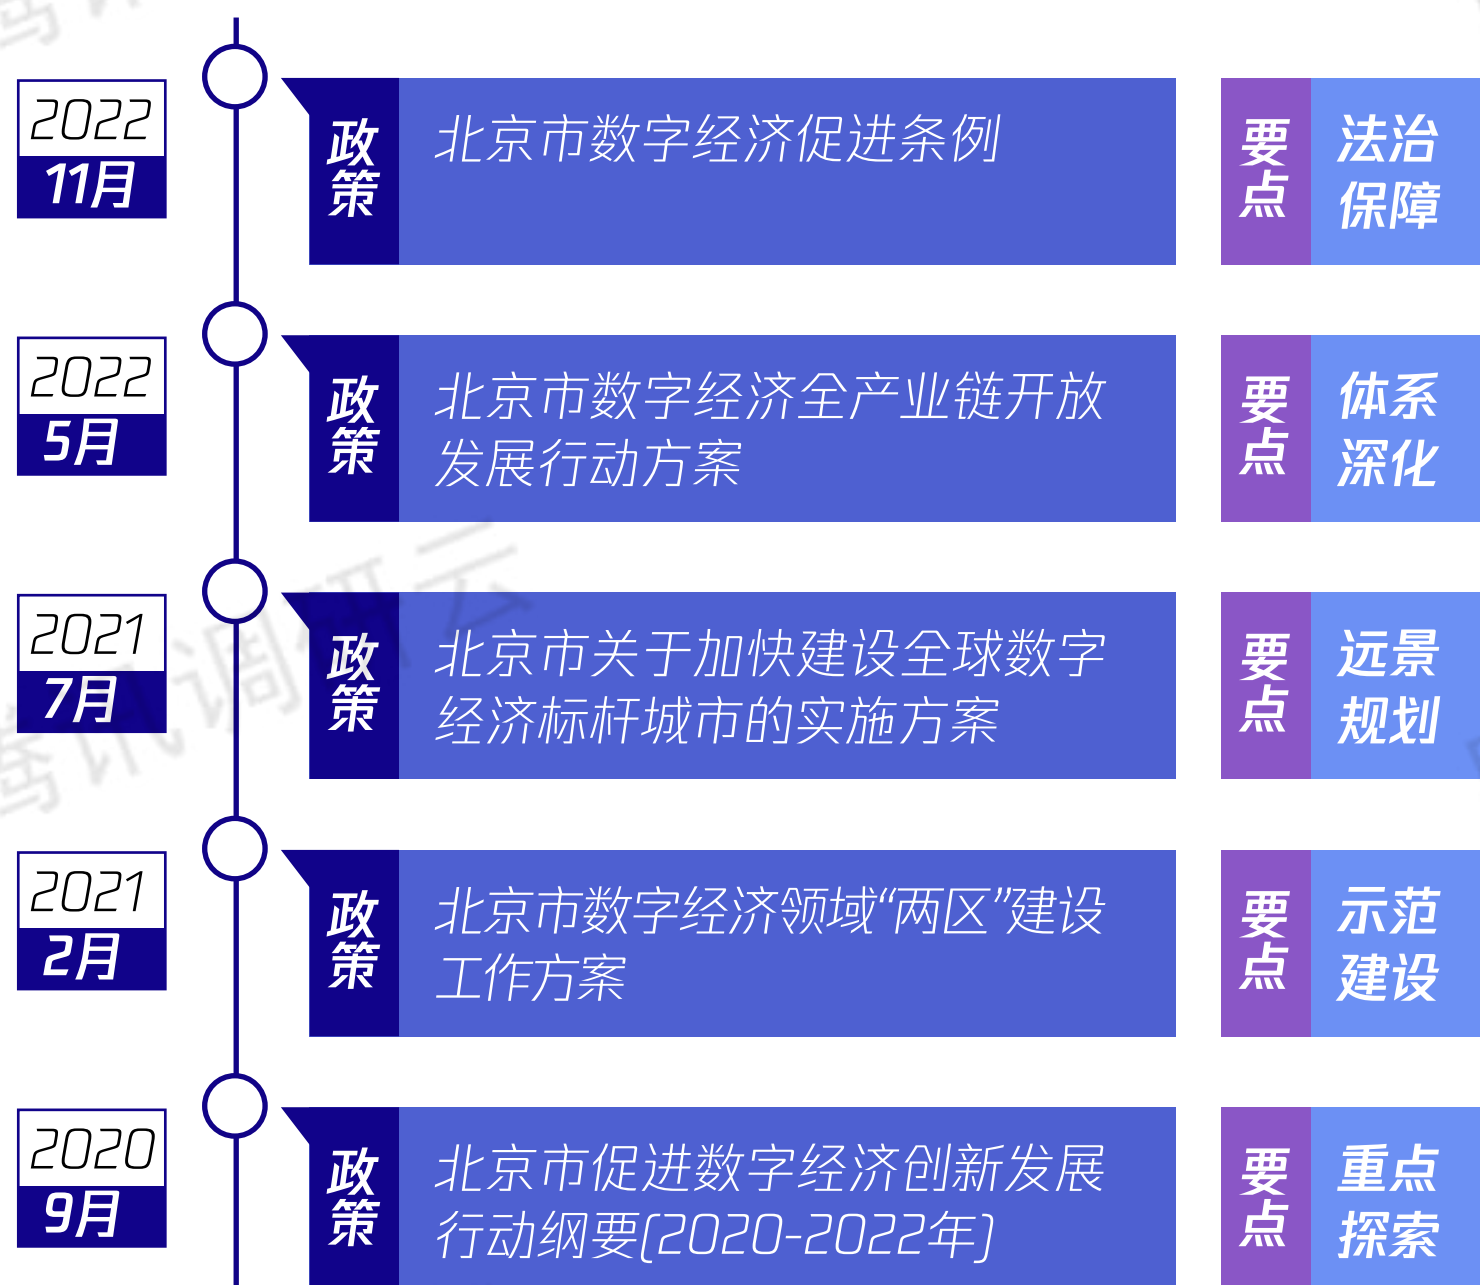 2022
11月
政策
北京市数字经济促进条例
要点
法治
保障
2022
5月
政策
北京市数字经济全产业链开放
发展行动方案
要点
体系
深化
2021
7月
政策
北京市关于加快建设全球数字
经济标杆城市的实施方案
要点
远景
规划
2021
2月
政策
北京市数字经济领域“两区”建设
工作方案
要点
示范
建设
2020
9月
政策
北京市促进数字经济创新发展
行动纲要(2020-2022年)
要点
重点
探索
腾讯调研云